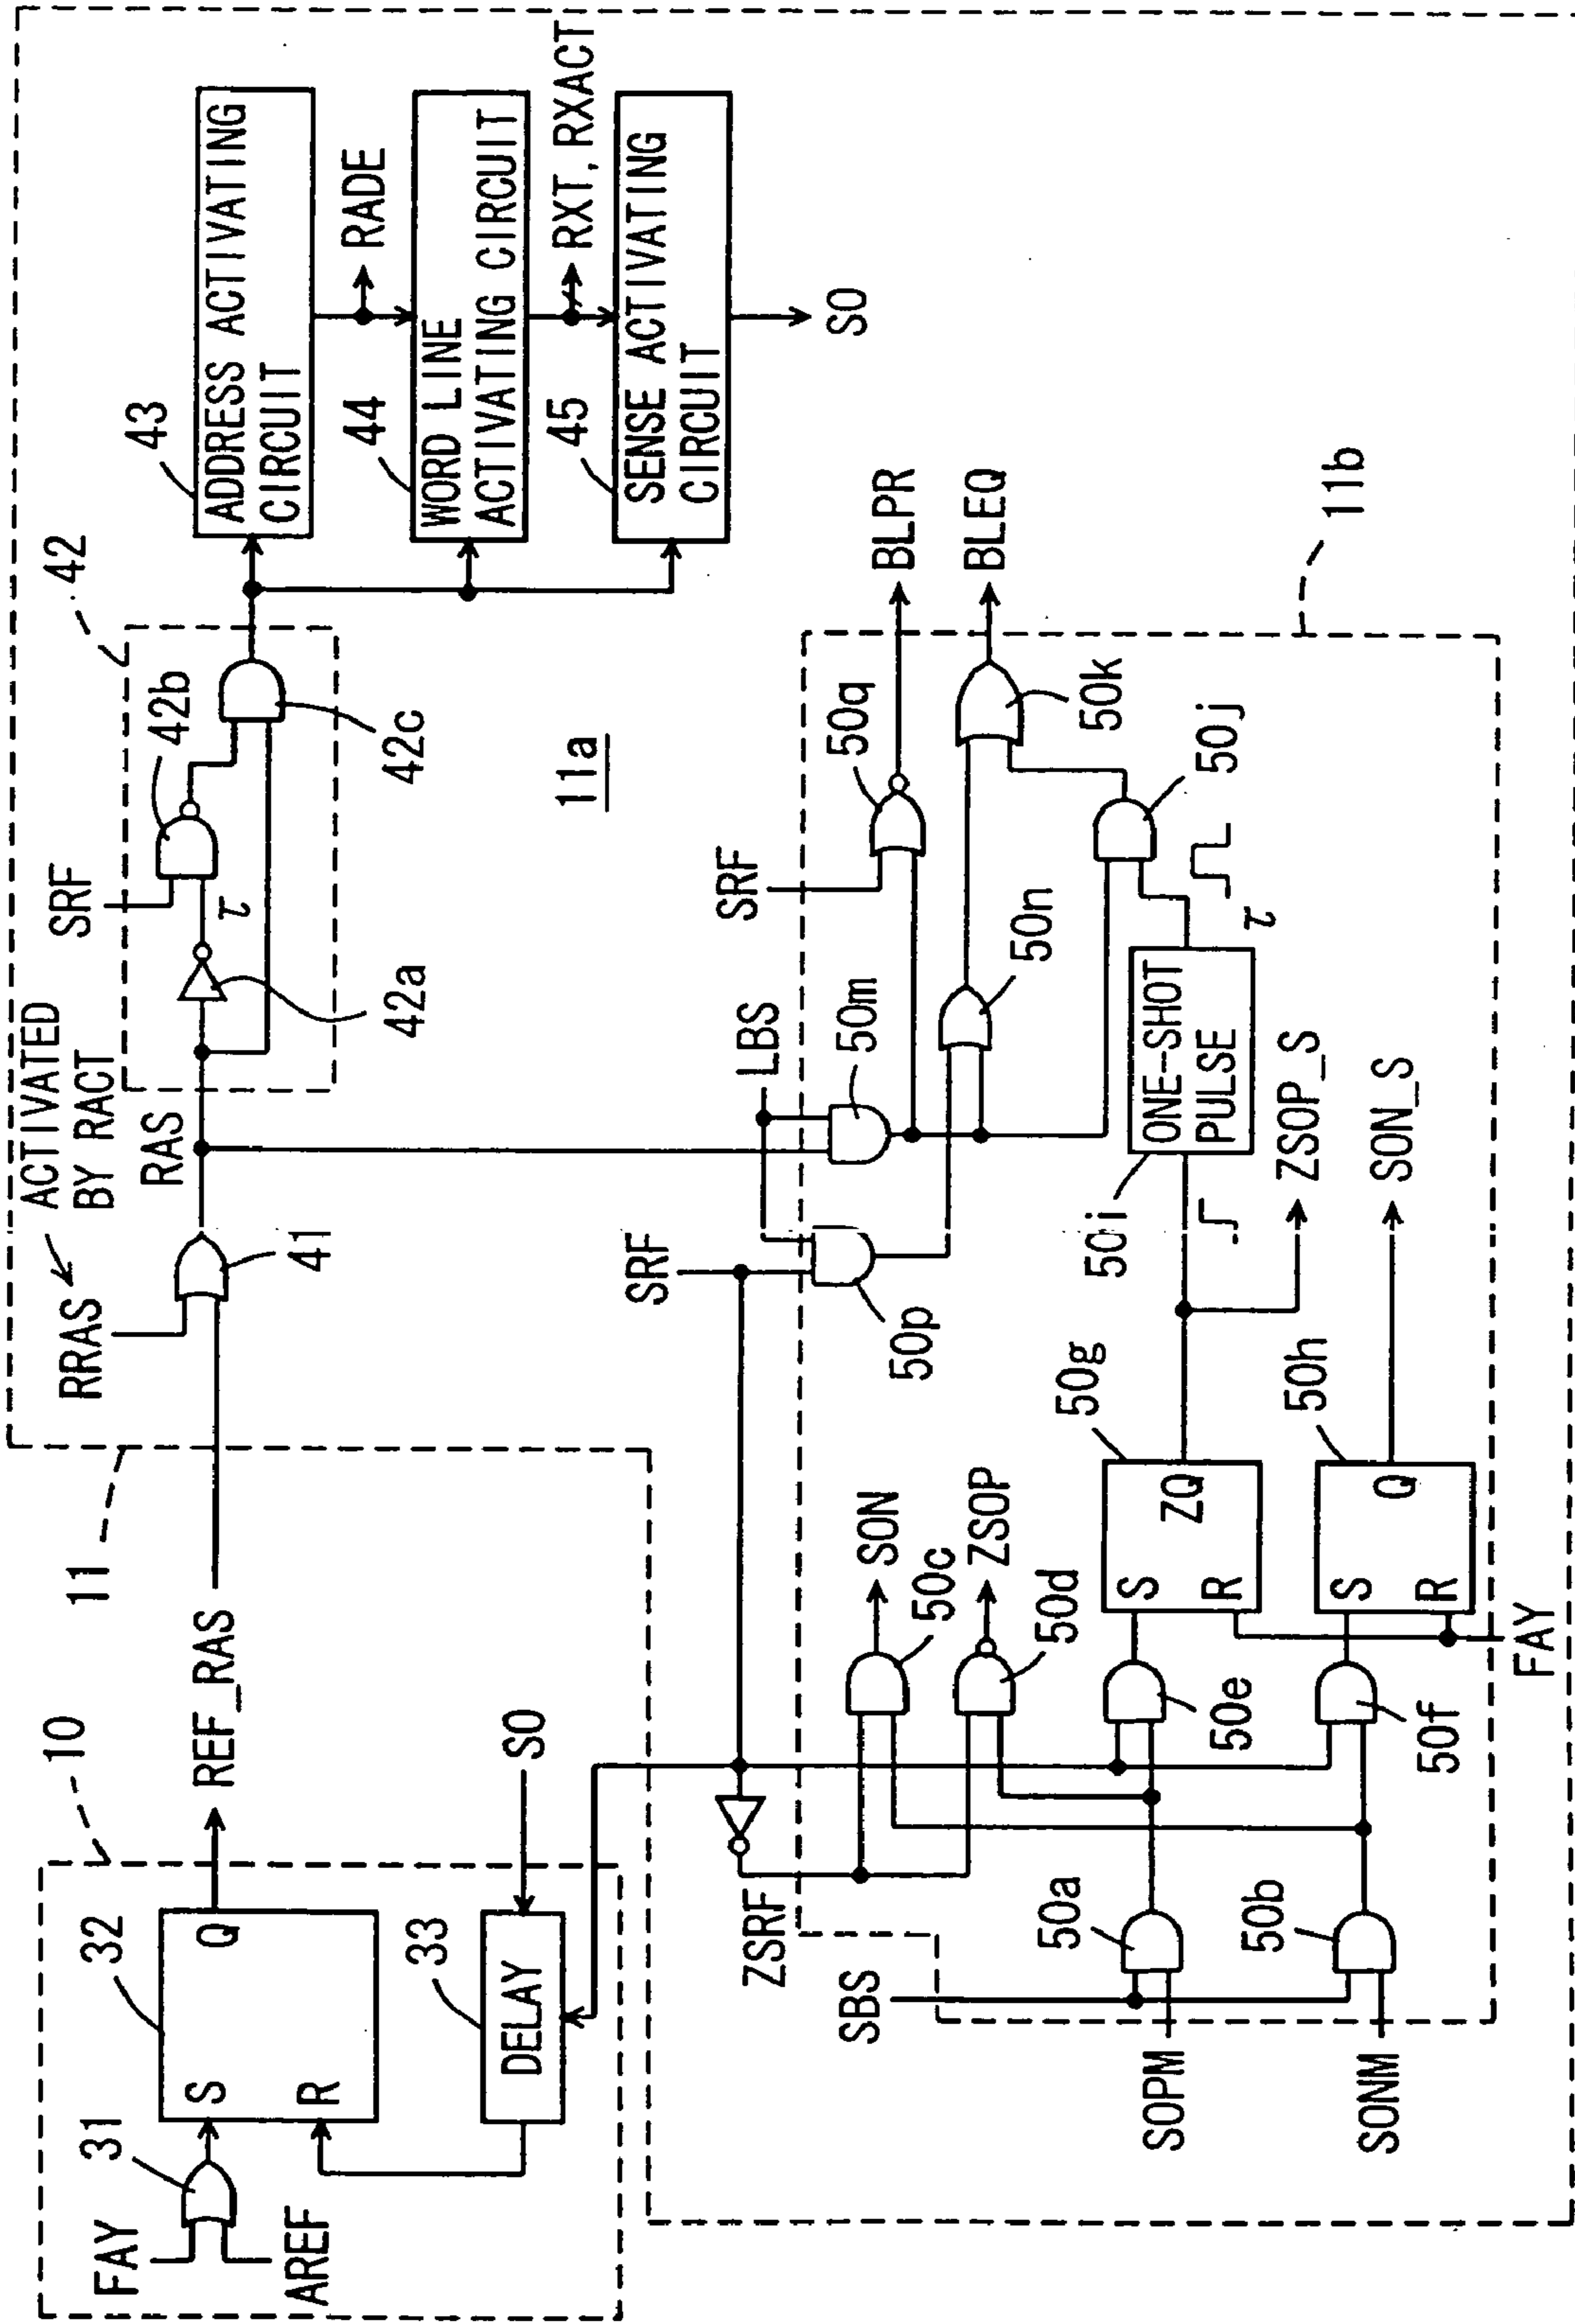 10
FAY
AREF
31
32
S
R
Q
33
DELAY
SO
REF_RAS
11
RRAS
ACTIVATED
BY RACT
41
RAS
42
SRF
42a
τ
42b
42c
43
ADDRESS ACTIVATING
CIRCUIT
RADE
44
WORD LINE
ACTIVATING CIRCUIT
RXT, RXACT
45
SENSE ACTIVATING
CIRCUIT
SO
11a
SRF
ZSRF
LBS
50p
50m
SRF
50q
BLPR
50n
50k
BLEQ
11b
SBS
SOPM
SONM
50a
50b
50c
SON
50d
ZSOP
50e
50f
50g
S
R
ZQ
50h
S
R
Q
FAY
50i
ONE-SHOT
PULSE
τ
50j
ZSOP_S
SON_S